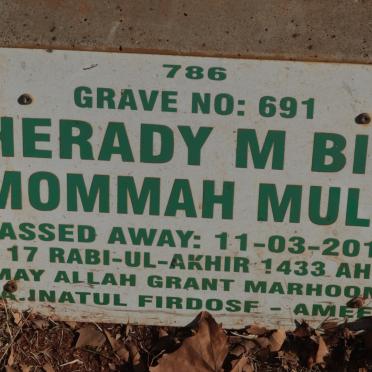 786
GRAVE NO: 691
HERADY M BI
MOMMAH MUL
ASSED AWAY: 11-03-201
17 RABI-UL-AKHIR 1433 AH
MAY ALLAH GRANT MARHOOM
A.INATUL FIRDOSE - AMEE